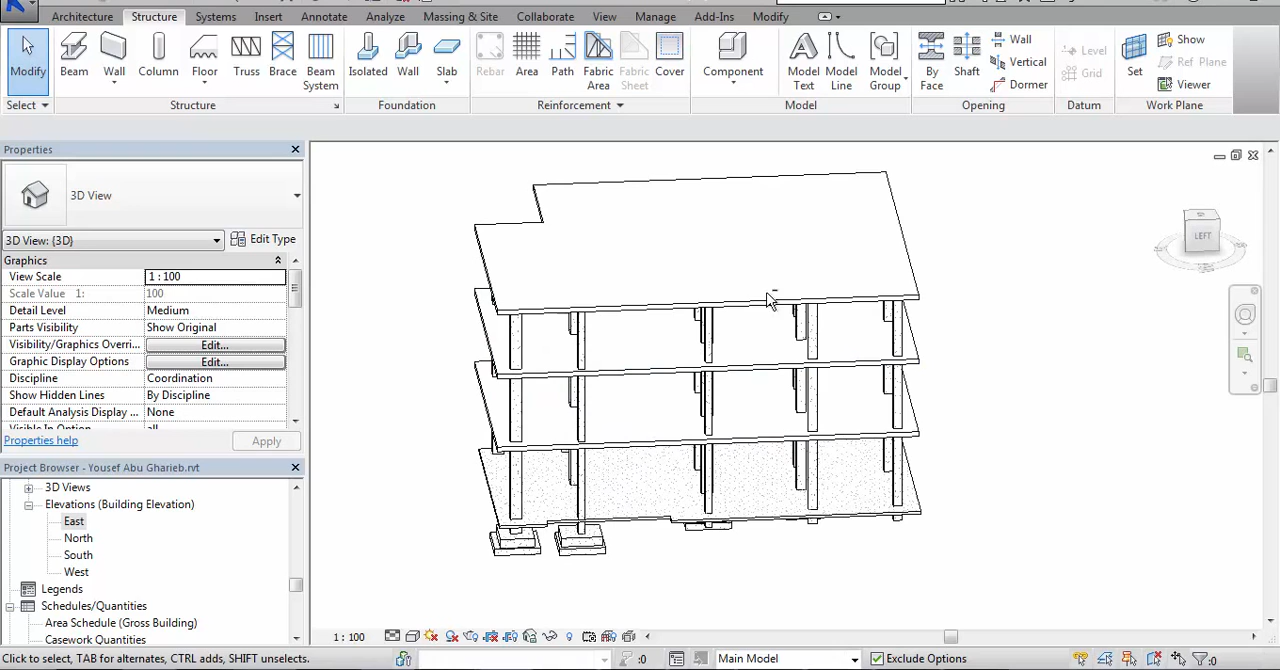 Architecture Structure Systems Insert Annotate Analyze Massing & Site Collaborate View Manage Add-Ins Modify
Modify Beam Wall Column Floor Truss Brace Beam System Isolated Wall Slab Rebar Area Path Fabric Area Fabric Sheet Cover Component Model Text Model Line Model Group By Face Shaft Wall Vertical Dormer Level Grid Set Show Ref Plane Viewer
Select Structure Foundation Reinforcement Model Opening Datum Work Plane
Properties
3D View
3D View: {3D} Edit Type
Graphics
View Scale 1 : 100
Scale Value 1: 100
Detail Level Medium
Parts Visibility Show Original
Visibility/Graphics Overri... Edit...
Graphic Display Options Edit...
Discipline Coordination
Show Hidden Lines By Discipline
Default Analysis Display ... None
Visible In Option all
Properties help Apply
Project Browser - Yousef Abu Gharieb.rvt
3D Views
Elevations (Building Elevation)
East
North
South
West
Legends
Schedules/Quantities
Area Schedule (Gross Building)
Casework Quantities
LEFT
1 : 100
Click to select, TAB for alternates, CTRL adds, SHIFT unselects. :0 Main Model Exclude Options :0